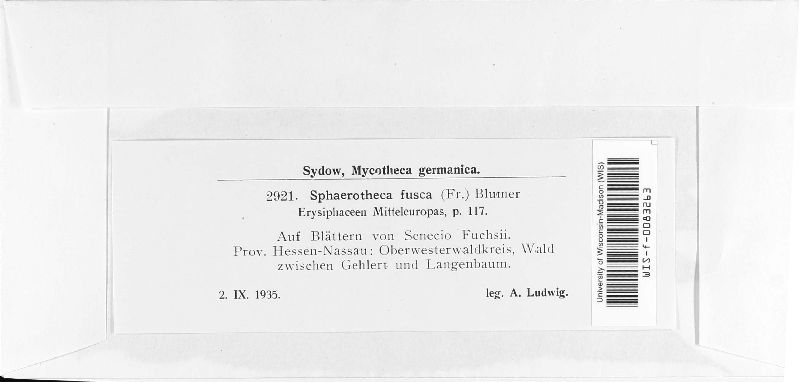 Sydow, Mycotheca germanica.
2921. Sphaerotheca fusca (Fr.) Blumer
Erysiphaceen Mitteleuropas, p. 117.
Auf Blättern von Senecio Fuchsii.
Prov. Hessen-Nassau: Oberwesterwaldkreis, Wald
zwischen Gehlert und Langenbaum.
2. IX. 1935. leg. A. Ludwig.
University of Wisconsin-Madison (WIS)
WIS-f-0083263